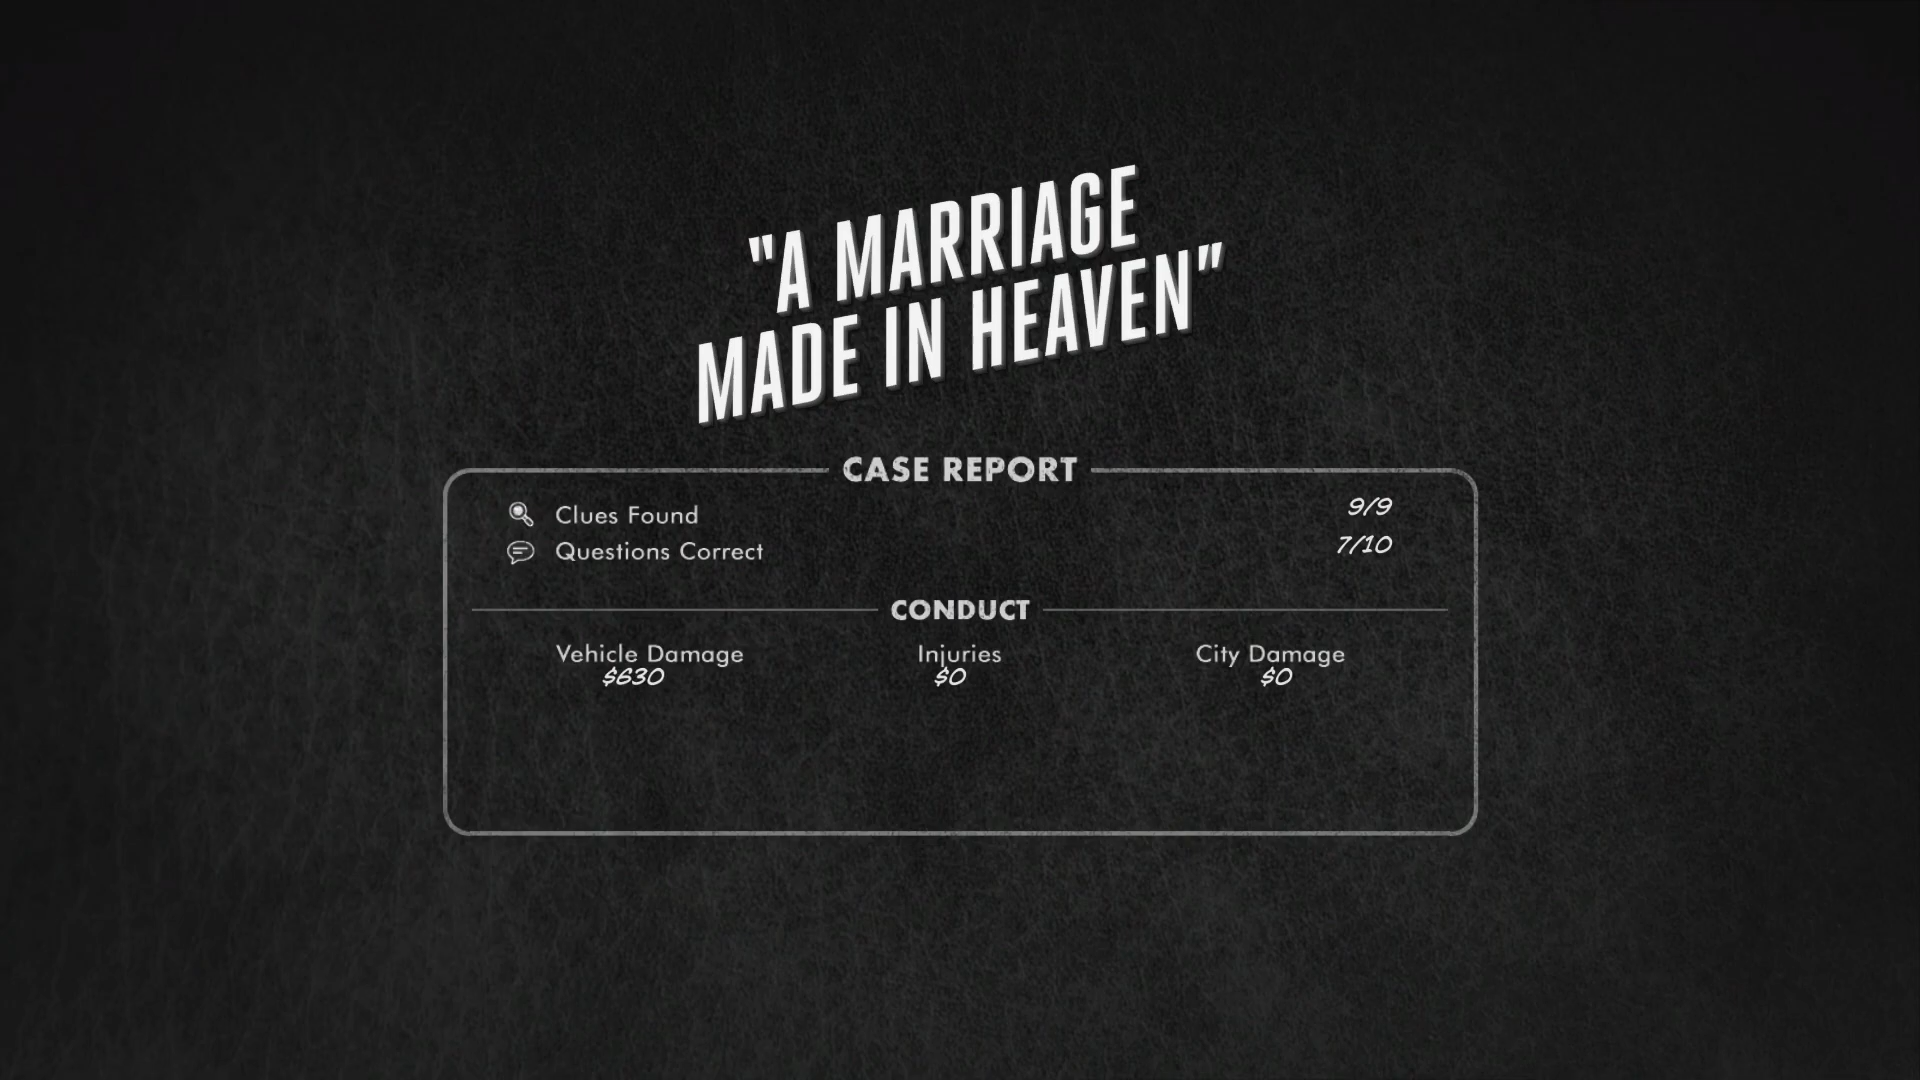 "A MARRIAGE
MADE IN HEAVEN"
CASE REPORT
Clues Found 9/9
Questions Correct 7/10
CONDUCT
Vehicle Damage Injuries City Damage
$630 $0 $0